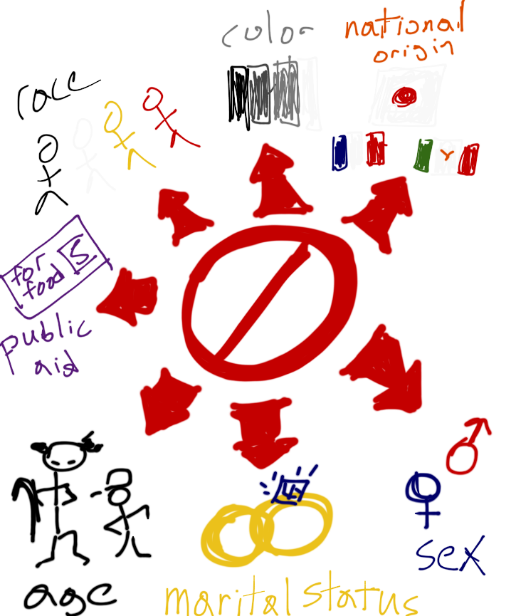 color
national
origin
race
for
food $
public
aid
sex
age
marital status